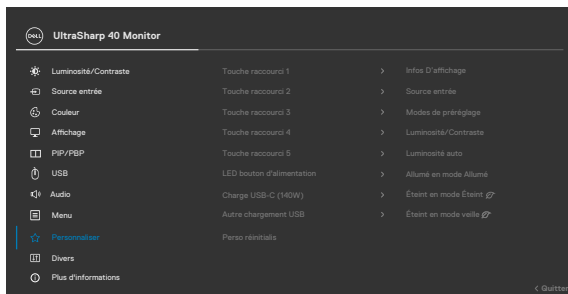 DELL UltraSharp 40 Monitor
Luminosité/Contraste Touche raccourci 1 > Infos D'affichage
Source entrée Touche raccourci 2 > Source entrée
Couleur Touche raccourci 3 > Modes de préréglage
Affichage Touche raccourci 4 > Luminosité/Contraste
PIP/PBP Touche raccourci 5 > Luminosité auto
USB LED bouton d'alimentation > Allumé en mode Allumé
Audio Charge USB-C (140W) > Éteint en mode Éteint
Menu Autre chargement USB > Éteint en mode veille
Personnaliser Perso réinitialis
Divers
Plus d'informations
< Quitter